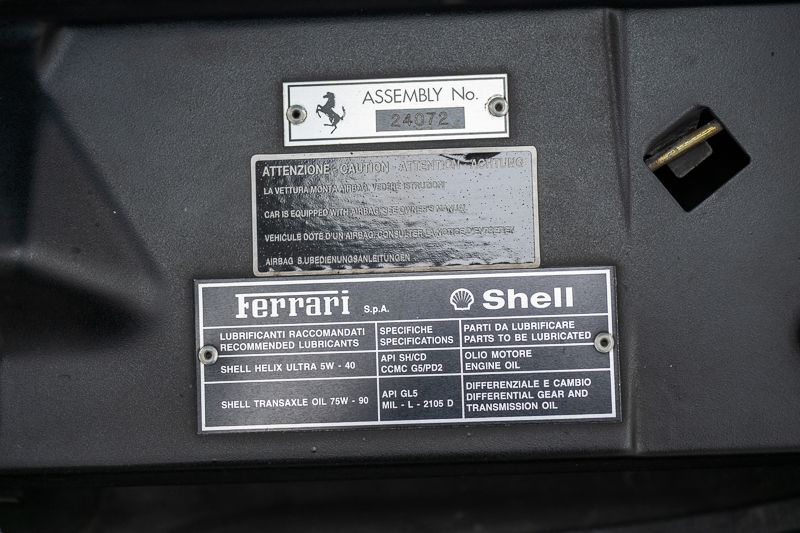 ASSEMBLY No.
24072
ATTENZIONE - CAUTION - ATTENTION - ACHTUNG
LA VETTURA MONTA AIRBAG, VEDERE ISTRUZIONI
CAR IS EQUIPPED WITH AIRBAG SEE OWNER'S MANUAL
VEHICULE DOTE D'UN AIRBAG, CONSULTER LA NOTICE D'ENTRETIEN
AIRBAG S.UBEDIENUNGSANLEITUNGEN
Ferrari S.p.A.
Shell
LUBRIFICANTI RACCOMANDATI
RECOMMENDED LUBRICANTS
SPECIFICHE
SPECIFICATIONS
PARTI DA LUBRIFICARE
PARTS TO BE LUBRICATED
SHELL HELIX ULTRA 5W - 40
API SH/CD
CCMC G5/PD2
OLIO MOTORE
ENGINE OIL
SHELL TRANSAXLE OIL 75W - 90
API GL5
MIL - L - 2105 D
DIFFERENZIALE E CAMBIO
DIFFERENTIAL GEAR AND
TRANSMISSION OIL